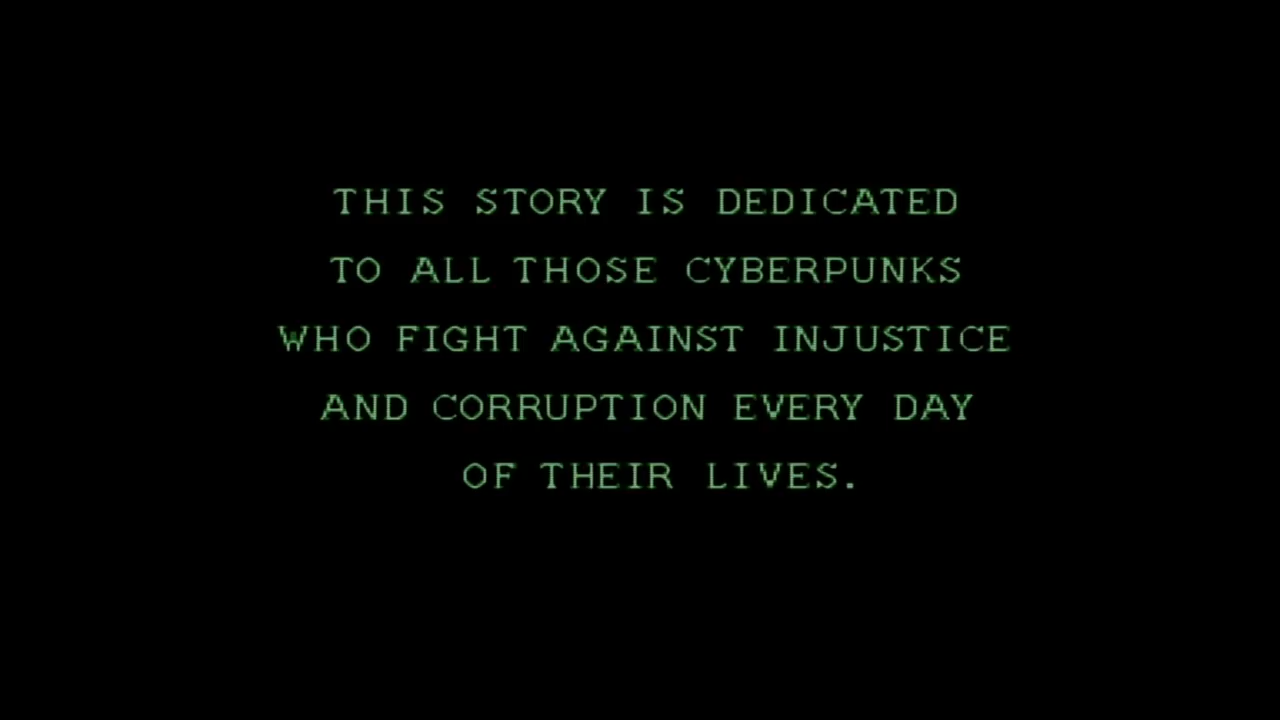 THIS STORY IS DEDICATED
TO ALL THOSE CYBERPUNKS
WHO FIGHT AGAINST INJUSTICE
AND CORRUPTION EVERY DAY
OF THEIR LIVES.